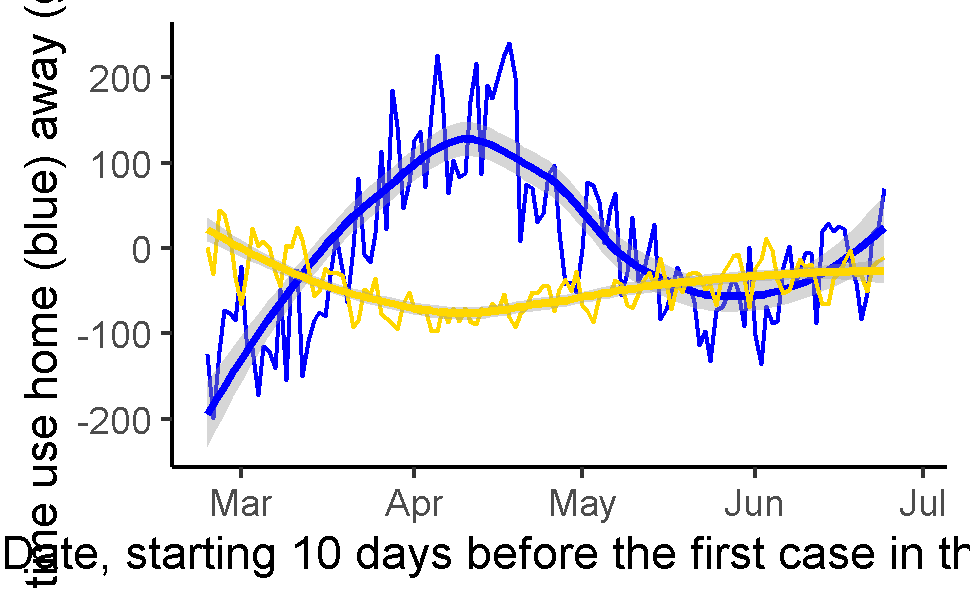 time use home (blue) away (
200
100
0
-100
-200
Mar Apr May Jun Jul
Date, starting 10 days before the first case in th